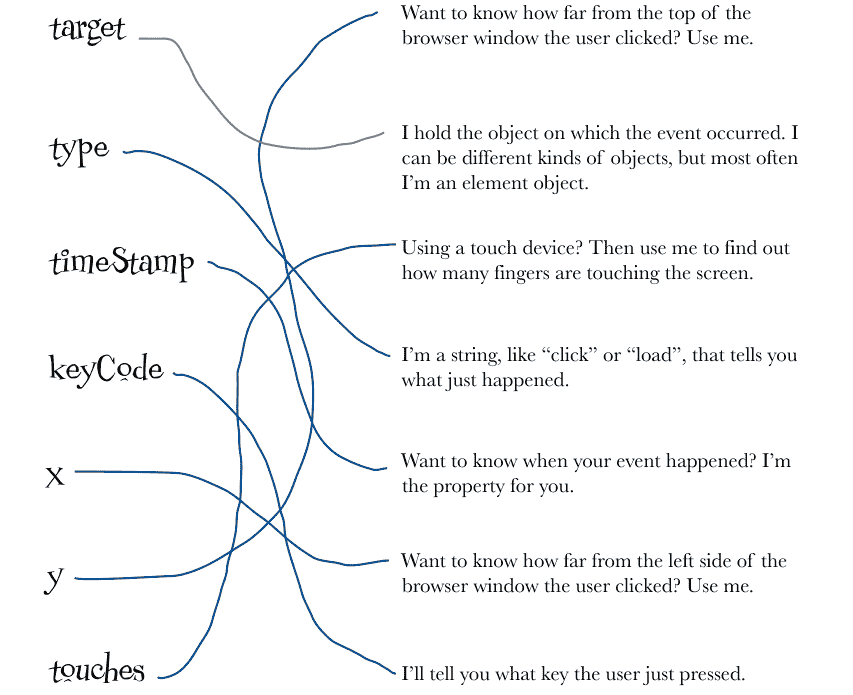 target
Want to know how far from the top of the
browser window the user clicked? Use me.
type
I hold the object on which the event occurred. I
can be different kinds of objects, but most often
I'm an element object.
timeStamp
Using a touch device? Then use me to find out
how many fingers are touching the screen.
keyCode
I'm a string, like “click” or “load”, that tells you
what just happened.
x
Want to know when your event happened? I'm
the property for you.
y
Want to know how far from the left side of the
browser window the user clicked? Use me.
touches
I'll tell you what key the user just pressed.